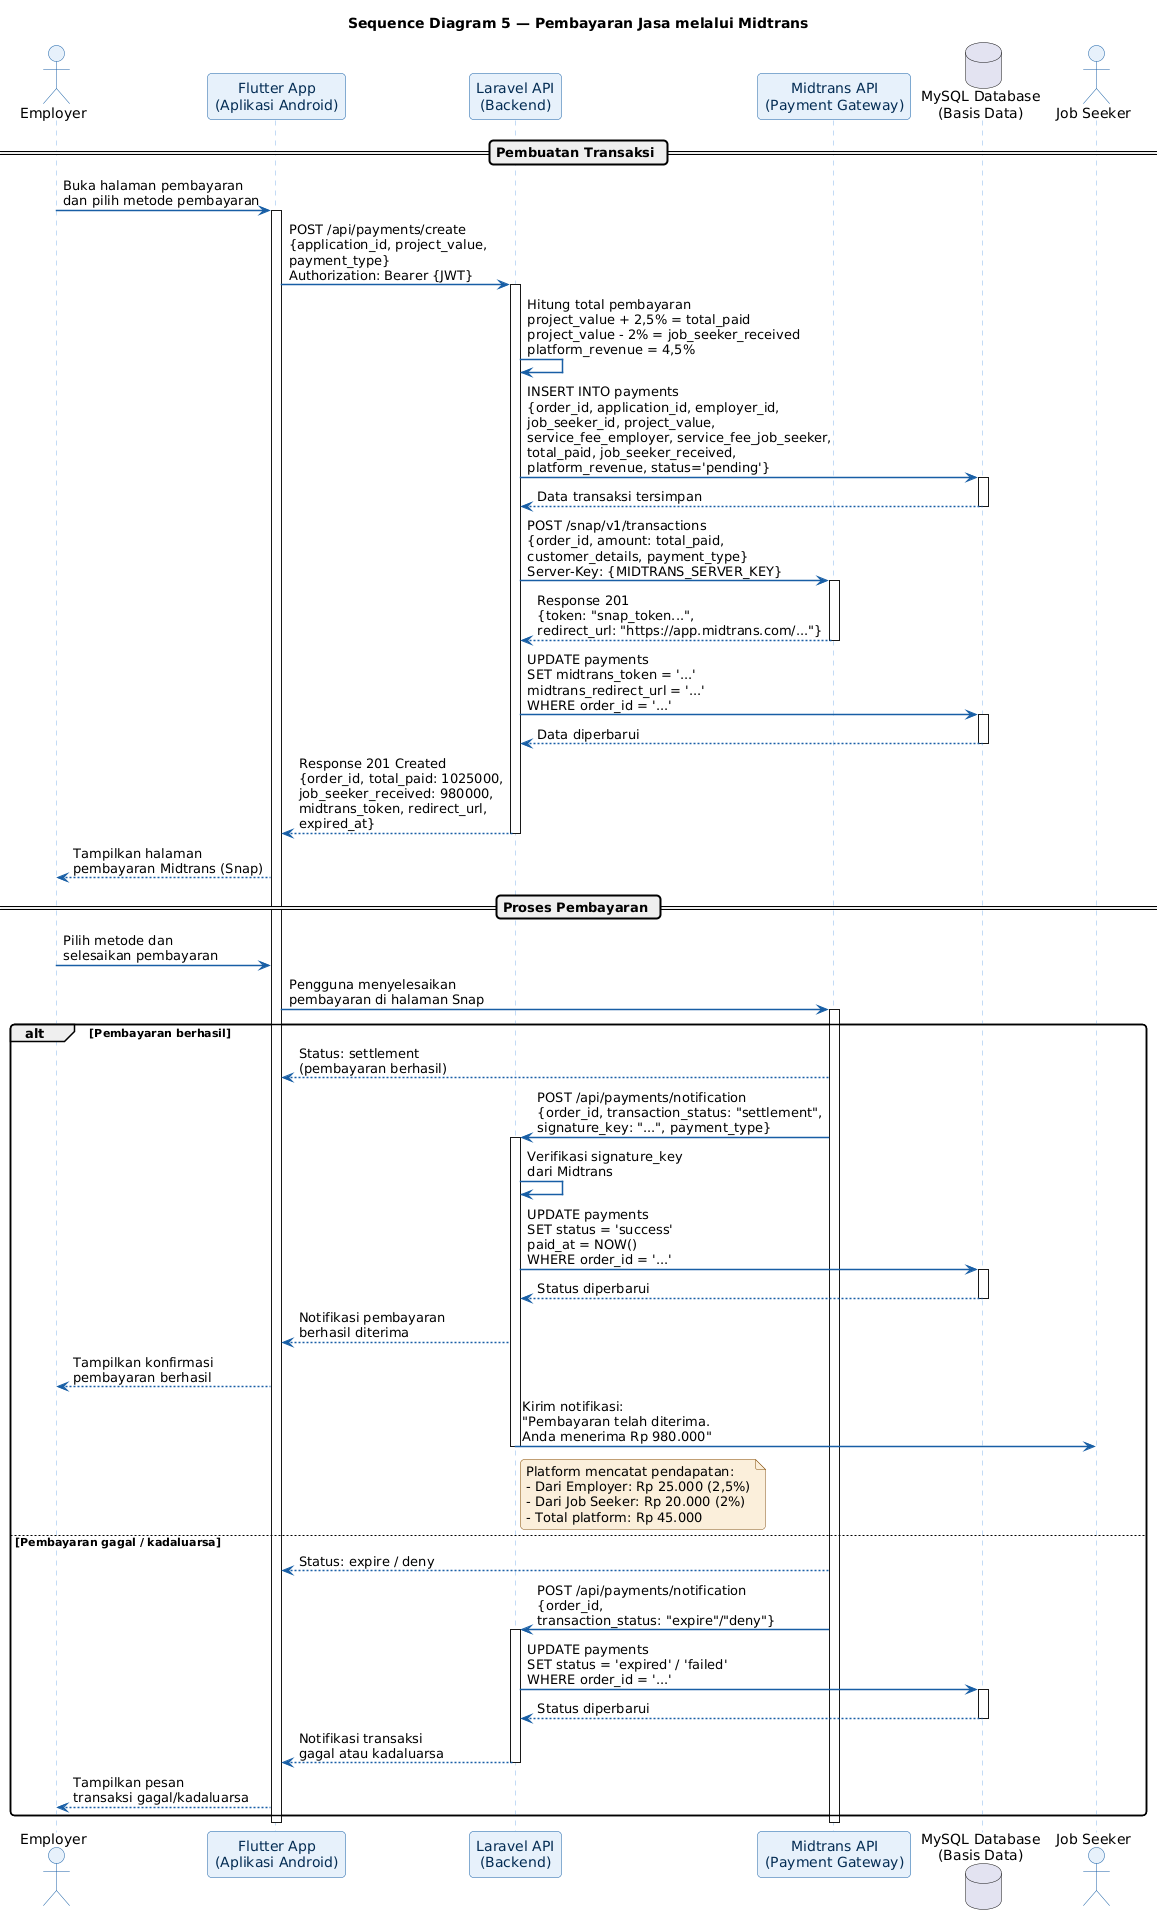 Sequence Diagram 5 — Pembayaran Jasa melalui Midtrans
Employer
Flutter App
(Aplikasi Android)
Laravel API
(Backend)
Midtrans API
(Payment Gateway)
MySQL Database
(Basis Data)
Job Seeker
Pembuatan Transaksi
Buka halaman pembayaran
dan pilih metode pembayaran
POST /api/payments/create
{application_id, project_value,
payment_type}
Authorization: Bearer {JWT}
Hitung total pembayaran
project_value + 2,5% = total_paid
project_value - 2% = job_seeker_received
platform_revenue = 4,5%
INSERT INTO payments
{order_id, application_id, employer_id,
job_seeker_id, project_value,
service_fee_employer, service_fee_job_seeker,
total_paid, job_seeker_received,
platform_revenue, status='pending'}
Data transaksi tersimpan
POST /snap/v1/transactions
{order_id, amount: total_paid,
customer_details, payment_type}
Server-Key: {MIDTRANS_SERVER_KEY}
Response 201
{token: "snap_token...",
redirect_url: "https://app.midtrans.com/..."}
UPDATE payments
SET midtrans_token = '...'
midtrans_redirect_url = '...'
WHERE order_id = '...'
Data diperbarui
Response 201 Created
{order_id, total_paid: 1025000,
job_seeker_received: 980000,
midtrans_token, redirect_url,
expired_at}
Tampilkan halaman
pembayaran Midtrans (Snap)
Proses Pembayaran
Pilih metode dan
selesaikan pembayaran
Pengguna menyelesaikan
pembayaran di halaman Snap
alt [Pembayaran berhasil]
Status: settlement
(pembayaran berhasil)
POST /api/payments/notification
{order_id, transaction_status: "settlement",
signature_key: "...", payment_type}
Verifikasi signature_key
dari Midtrans
UPDATE payments
SET status = 'success'
paid_at = NOW()
WHERE order_id = '...'
Status diperbarui
Notifikasi pembayaran
berhasil diterima
Tampilkan konfirmasi
pembayaran berhasil
Kirim notifikasi:
"Pembayaran telah diterima.
Anda menerima Rp 980.000"
Platform mencatat pendapatan:
- Dari Employer: Rp 25.000 (2,5%)
- Dari Job Seeker: Rp 20.000 (2%)
- Total platform: Rp 45.000
[Pembayaran gagal / kadaluarsa]
Status: expire / deny
POST /api/payments/notification
{order_id,
transaction_status: "expire"/"deny"}
UPDATE payments
SET status = 'expired' / 'failed'
WHERE order_id = '...'
Status diperbarui
Notifikasi transaksi
gagal atau kadaluarsa
Tampilkan pesan
transaksi gagal/kadaluarsa
Employer
Flutter App
(Aplikasi Android)
Laravel API
(Backend)
Midtrans API
(Payment Gateway)
MySQL Database
(Basis Data)
Job Seeker